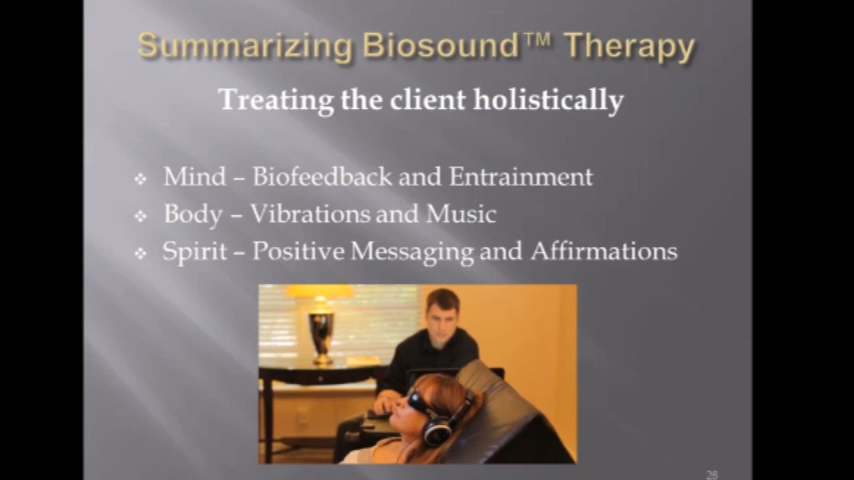 Summarizing Biosound™ Therapy
Treating the client holistically
❖ Mind – Biofeedback and Entrainment
❖ Body – Vibrations and Music
❖ Spirit – Positive Messaging and Affirmations
28